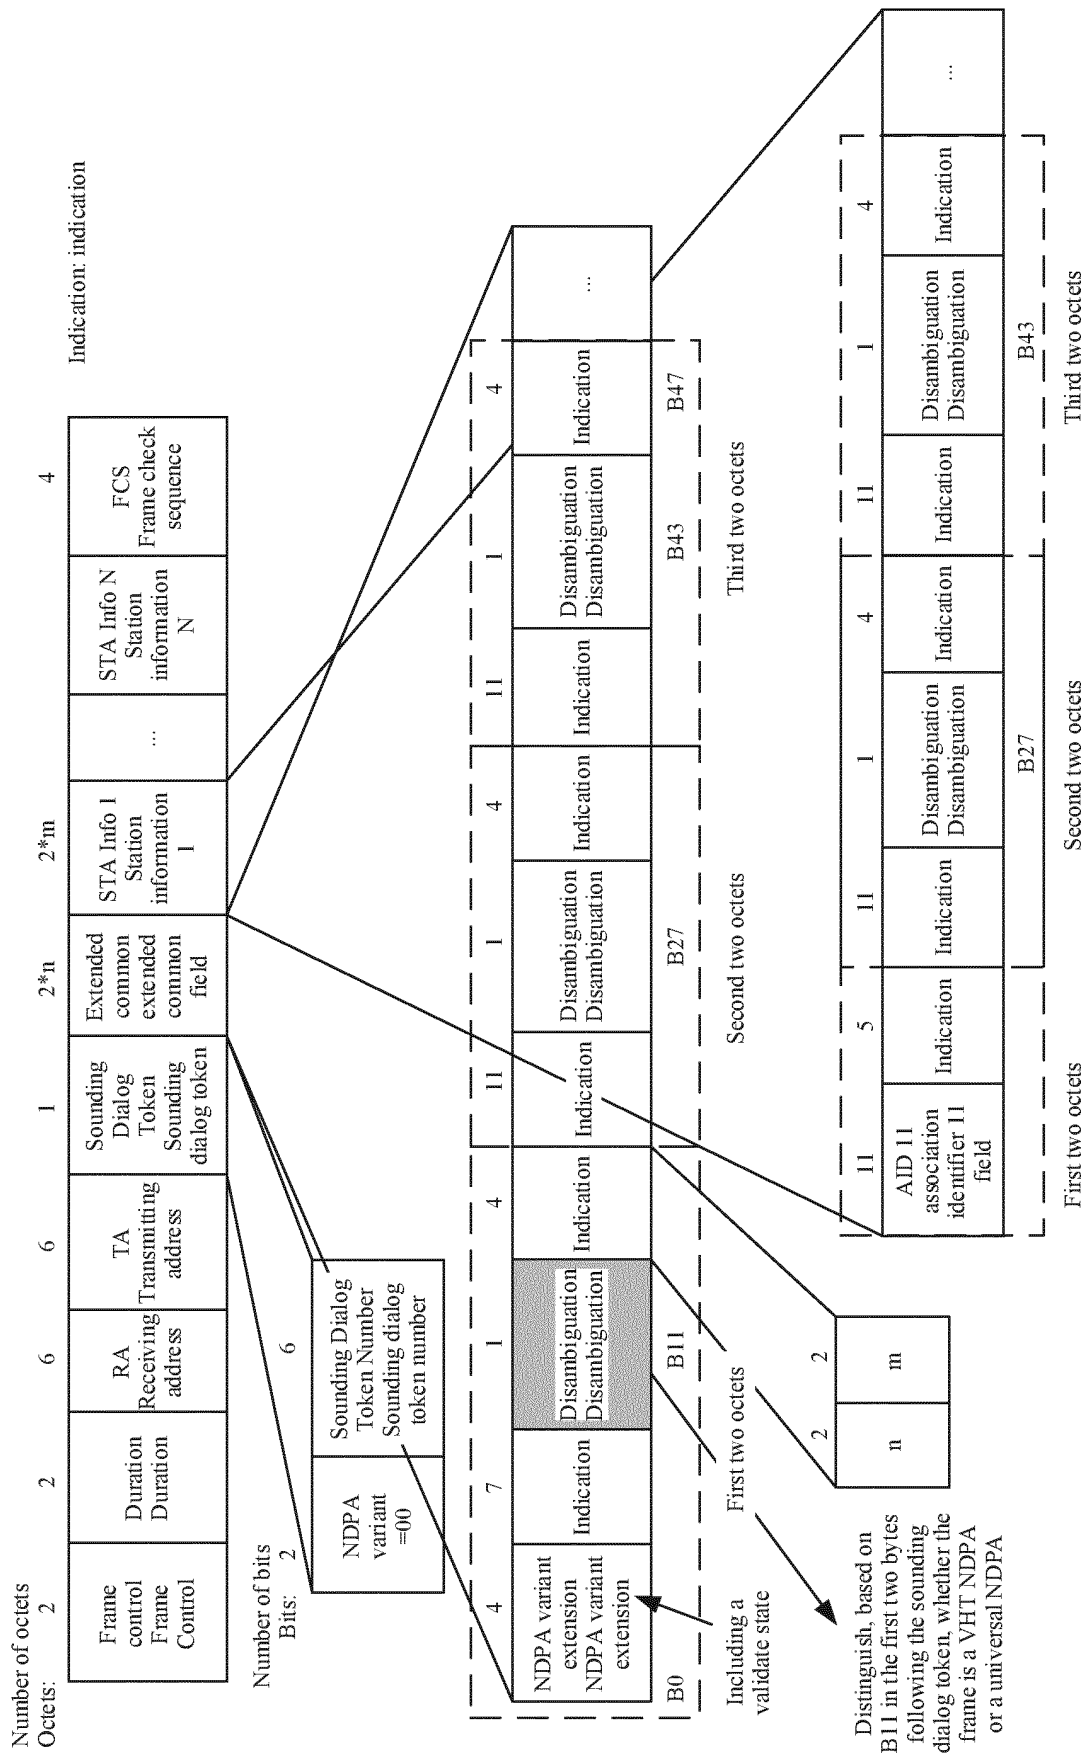 Number of octets
Octets:
2
2
6
6
1
2*n
2*m
4
Frame
control
Frame
Control
Duration
Duration
RA
Receiving
address
TA
Transmitting
address
Sounding
Dialog
Token
Sounding
dialog token
Extended
common
extended
common
field
STA Info 1
Station
information
1
...
STA Info N
Station
information
N
FCS
Frame check
sequence
Indication: indication
Number of bits
Bits:
2
6
NDPA
variant
=00
Sounding Dialog
Token Number
Sounding dialog
token number
4
7
1
4
11
1
4
11
1
4
NDPA variant
extension
NDPA variant
extension
Indication
Disambiguation
Disambiguation
Indication
Indication
Disambiguation
Disambiguation
Indication
Indication
Disambiguation
Disambiguation
Indication
...
B0
B11
B27
B43
B47
Including a
validate state
First two octets
Second two octets
Third two octets
Distinguish, based on
B11 in the first two bytes
following the sounding
dialog token, whether the
frame is a VHT NDPA
or a universal NDPA
2
2
n
m
11
5
11
1
4
11
1
4
AID 11
association
identifier 11
field
Indication
Indication
Disambiguation
Disambiguation
Indication
Indication
Disambiguation
Disambiguation
Indication
...
B27
B43
First two octets
Second two octets
Third two octets